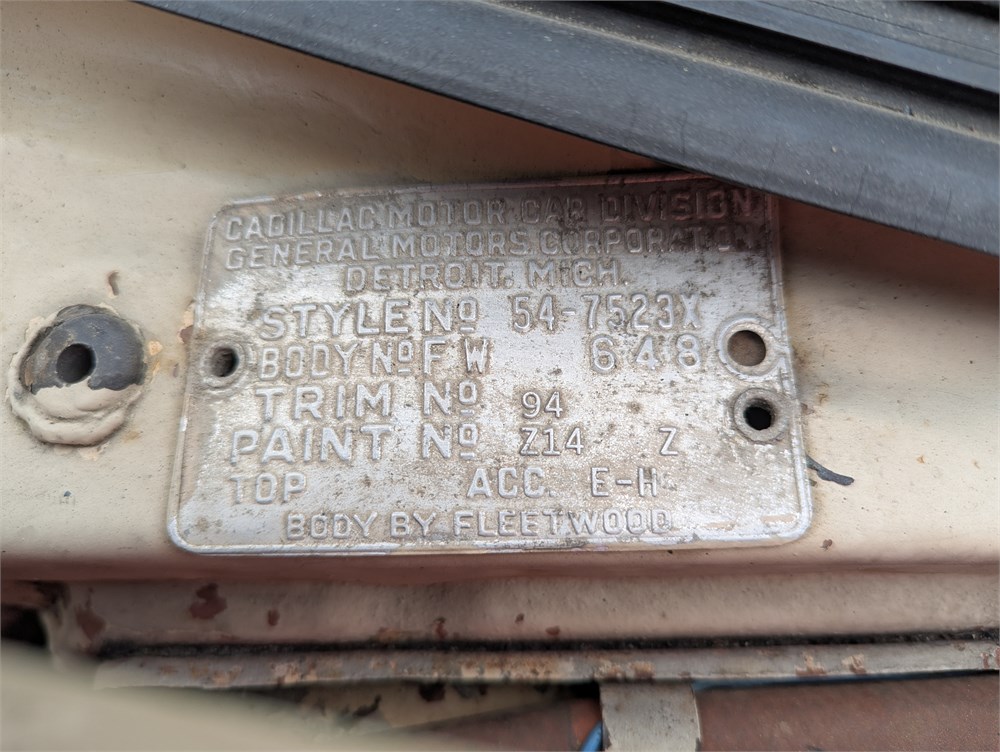 CADILLAC MOTOR CAR DIVISION
GENERAL MOTORS CORPORATION
DETROIT, MICH.
STYLE Nº 54-7523X
BODY Nº FW 648
TRIM Nº 94
PAINT Nº Z14 Z
TOP ACC. E-H
BODY BY FLEETWOOD